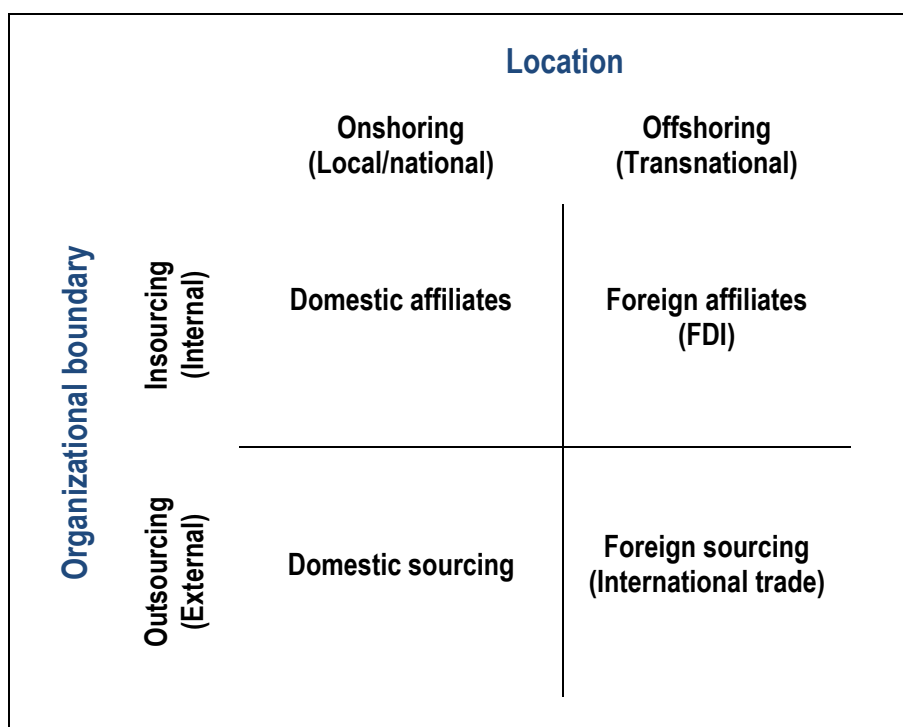 Location
Onshoring
(Local/national)
Offshoring
(Transnational)
Organizational boundary
Insourcing
(Internal)
Domestic affiliates
Foreign affiliates
(FDI)
Outsourcing
(External)
Domestic sourcing
Foreign sourcing
(International trade)